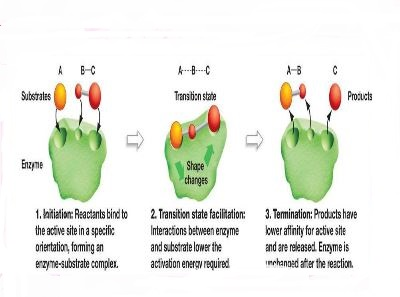 A B—C
A----B----C
A—B C
Substrates
Transition state
Products
Enzyme
Shape
changes
1. Initiation: Reactants bind to
the active site in a specific
orientation, forming an
enzyme-substrate complex.
2. Transition state facilitation:
Interactions between enzyme
and substrate lower the
activation energy required.
3. Termination: Products have
lower affinity for active site
and are released. Enzyme is
unchanged after the reaction.